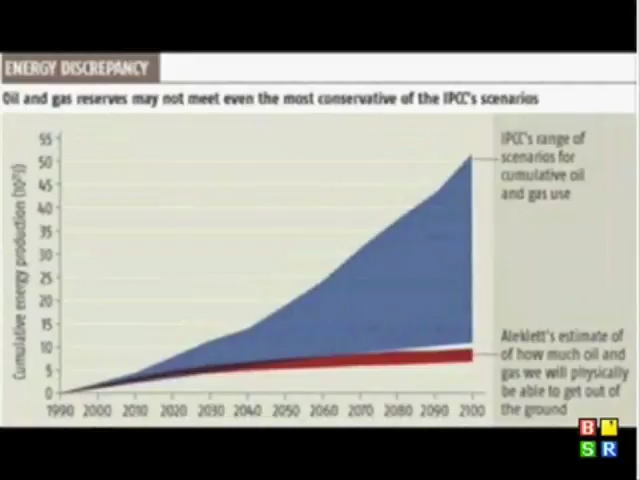 ENERGY DISCREPANCY
Oil and gas reserves may not meet even the most conservative of the IPCC's scenarios
55
50
45
40
35
30
25
20
15
10
5
0
Cumulative energy production (10²¹J)
1990 2000 2010 2020 2030 2040 2050 2060 2070 2080 2090 2100
IPCC's range of
scenarios for
cumulative oil
and gas use
Aleklett's estimate of
of how much oil and
gas we will physically
be able to get out of
the ground
B
S R